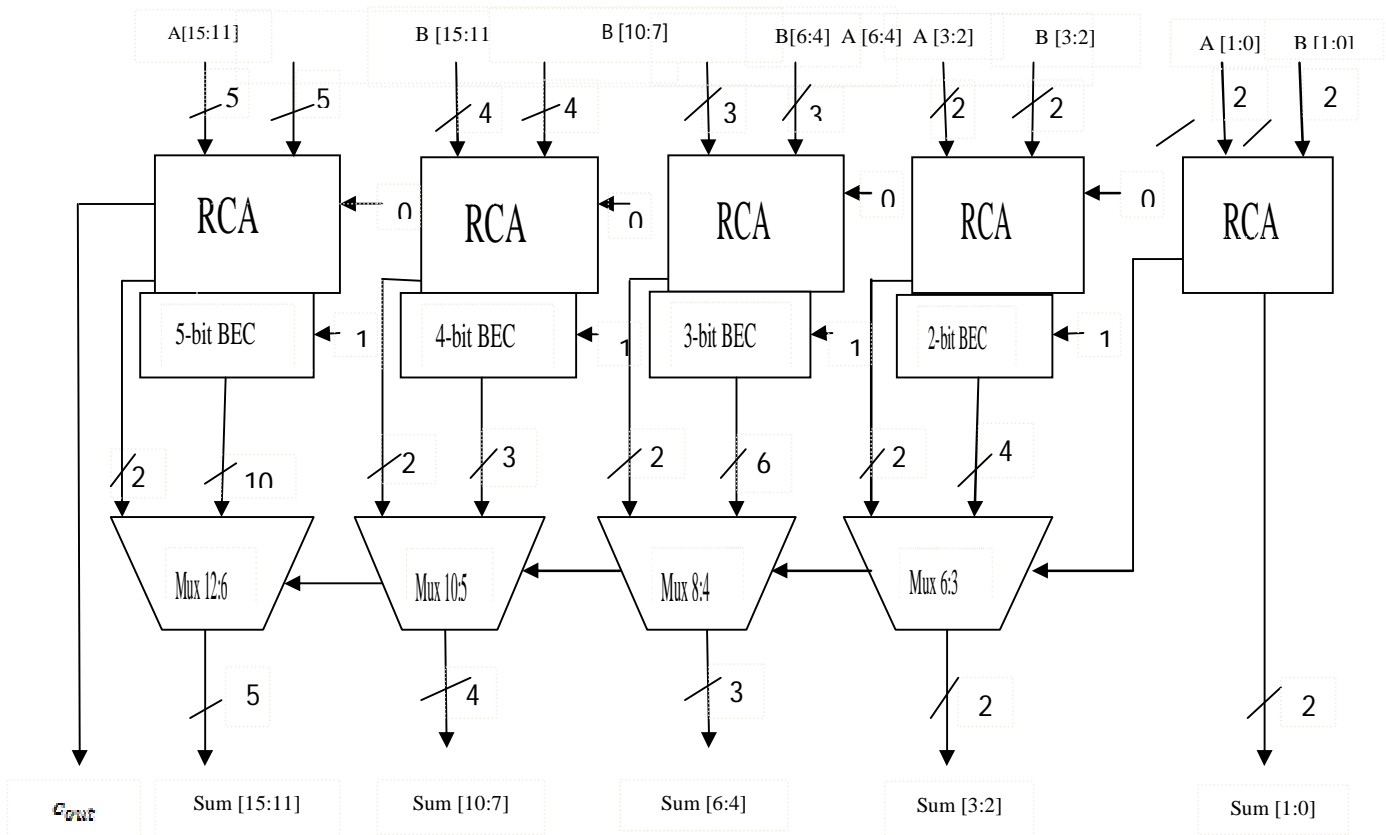 A[15:11] B [15:11 B [10:7] B[6:4] A [6:4] A [3:2] B [3:2] A [1:0] B [1:0]
5 5 4 4 3 3 2 2 2 2
RCA 0 RCA 0 RCA 0 RCA 0 RCA
5-bit BEC 1 4-bit BEC 1 3-bit BEC 1 2-bit BEC 1
2 10 2 3 2 6 2 4
Mux 12:6 Mux 10:5 Mux 8:4 Mux 6:3
5 4 3 2 2
Cout Sum [15:11] Sum [10:7] Sum [6:4] Sum [3:2] Sum [1:0]